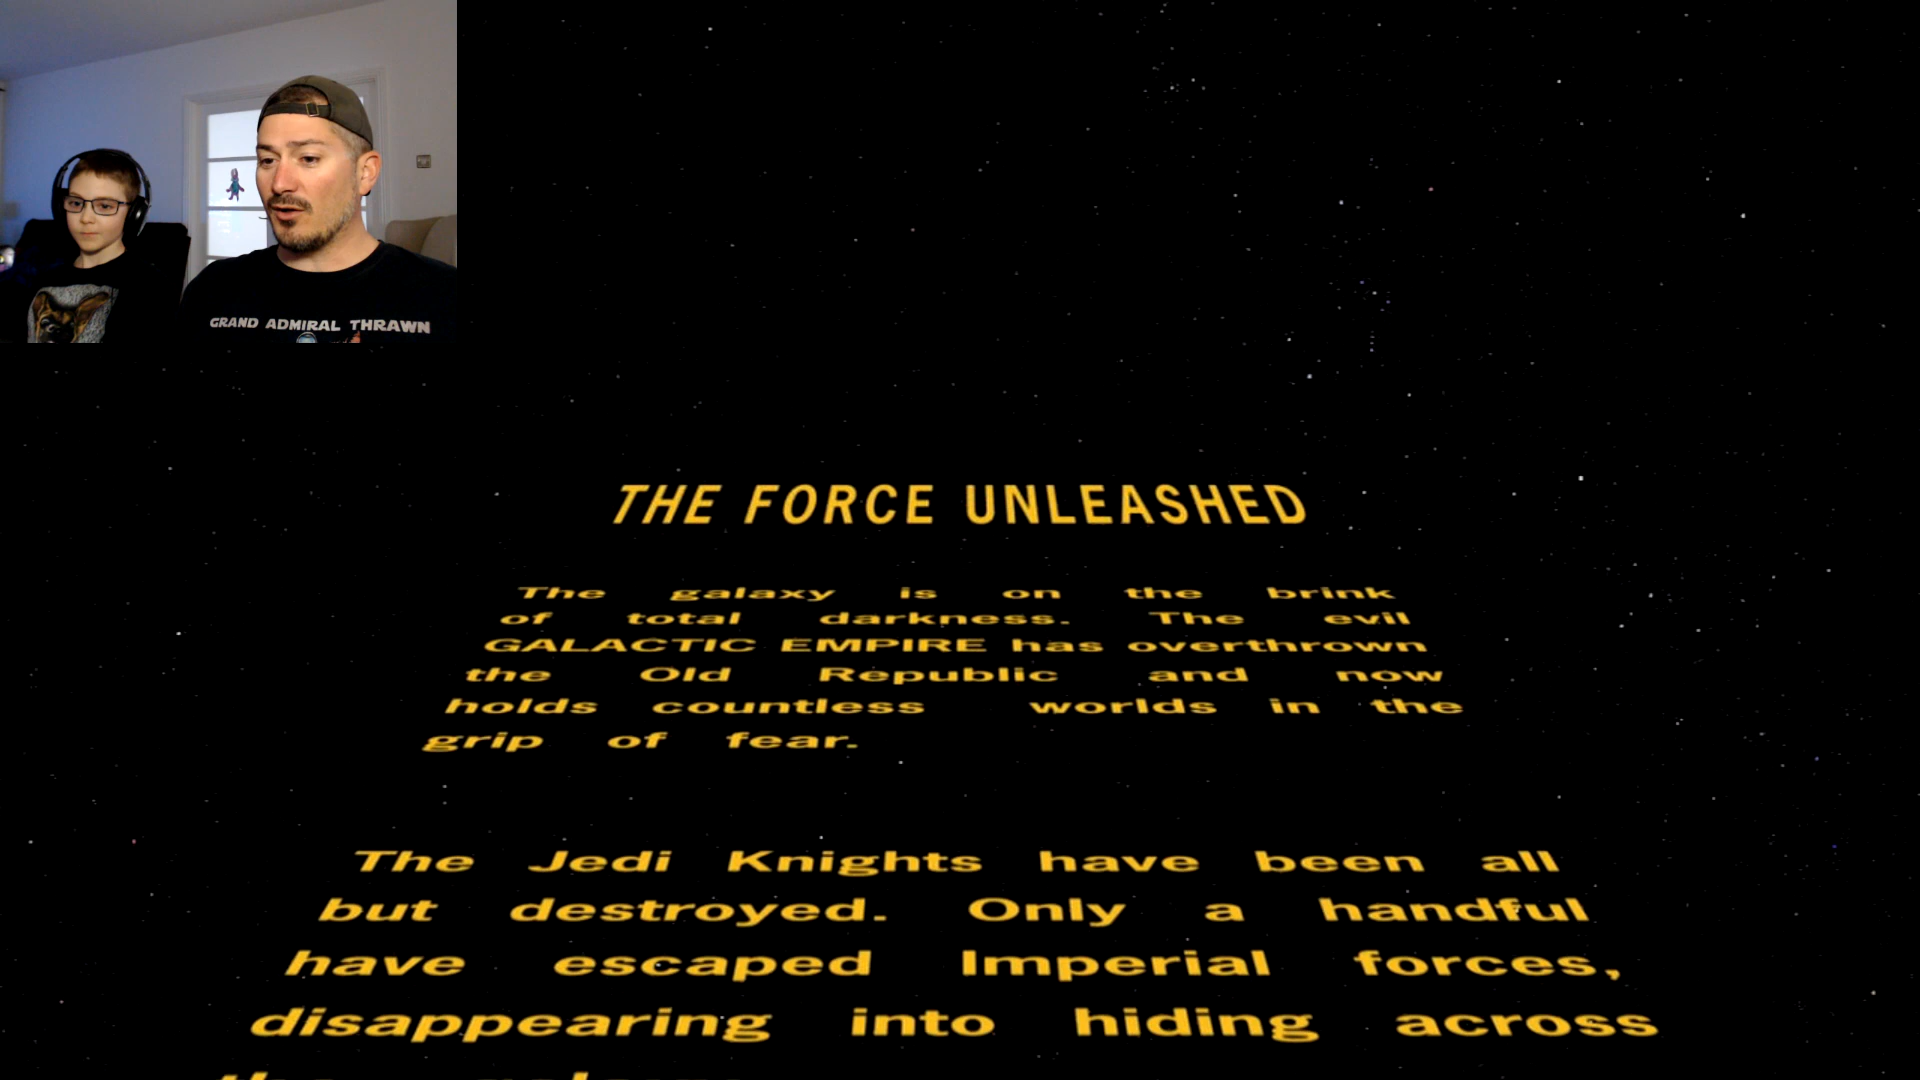 GRAND ADMIRAL THRAWN
THE FORCE UNLEASHED
The galaxy is on the brink
of total darkness. The evil
GALACTIC EMPIRE has overthrown
the Old Republic and now
holds countless worlds in the
grip of fear.
The Jedi Knights have been all
but destroyed. Only a handful
have escaped Imperial forces,
disappearing into hiding across